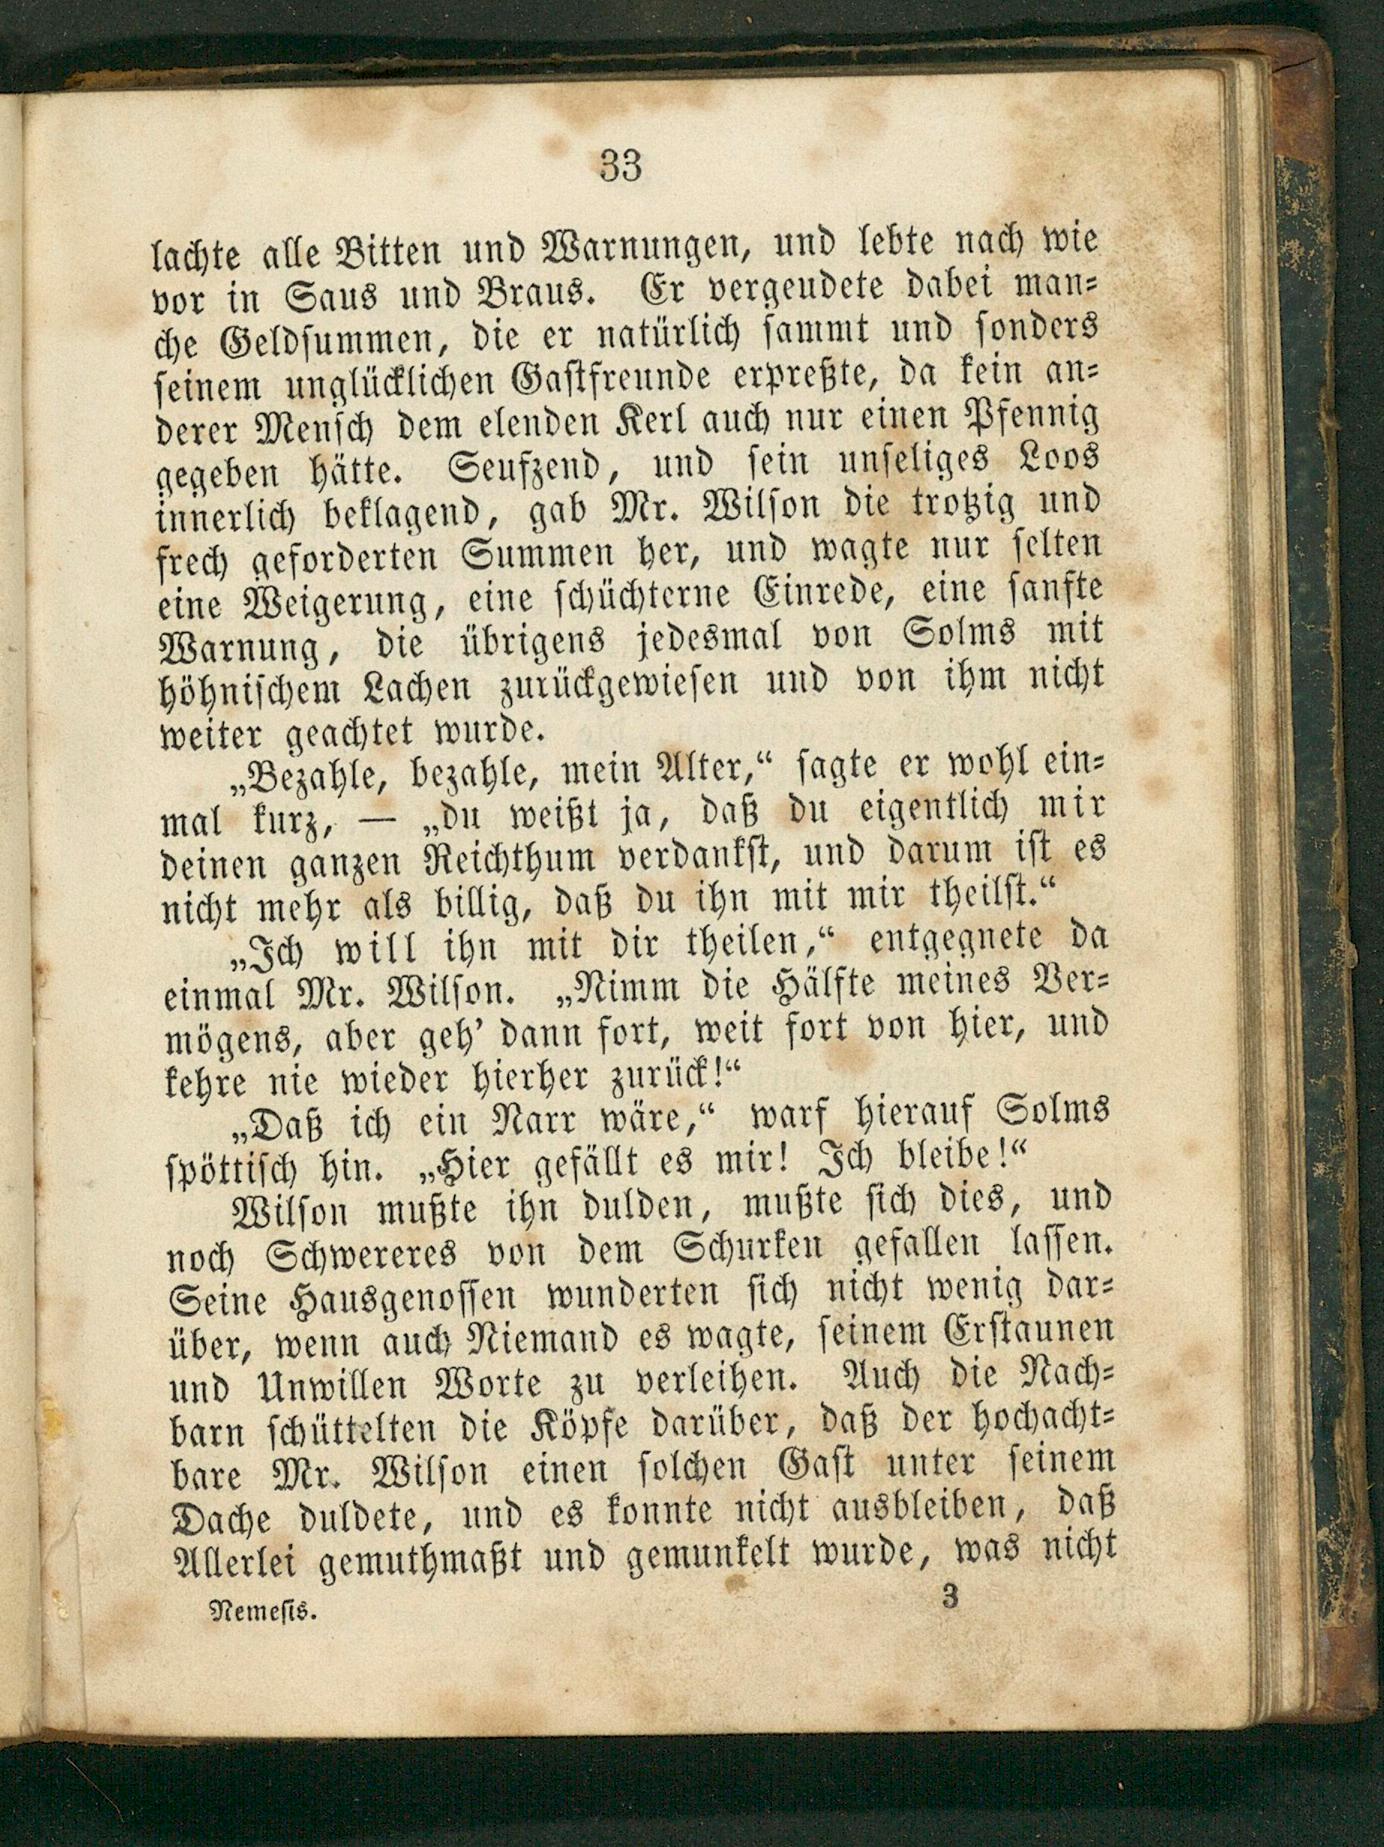 33
lachte alle Bitten und Warnungen, und lebte nach wie
vor in Saus und Braus. Er vergeudete dabei man-
che Geldsummen, die er natürlich sammt und sonders
seinem unglücklichen Gastfreunde erpreßte, da kein an-
derer Mensch dem elenden Kerl auch nur einen Pfennig
gegeben hätte. Seufzend, und sein unseliges Loos
innerlich beklagend, gab Mr. Wilson die trotzig und
frech geforderten Summen her, und wagte nur selten
eine Weigerung, eine schüchterne Einrede, eine sanfte
Warnung, die übrigens jedesmal von Solms mit
höhnischem Lachen zurückgewiesen und von ihm nicht
weiter geachtet wurde.
„Bezahle, bezahle, mein Alter,“ sagte er wohl ein-
mal kurz, — „du weißt ja, daß du eigentlich mir
deinen ganzen Reichthum verdankst, und darum ist es
nicht mehr als billig, daß du ihn mit mir theilst.“
„Ich will ihn mit dir theilen,“ entgegnete da
einmal Mr. Wilson. „Nimm die Hälfte meines Ver-
mögens, aber geh’ dann fort, weit fort von hier, und
kehre nie wieder hierher zurück!“
„Daß ich ein Narr wäre,“ warf hierauf Solms
spöttisch hin. „Hier gefällt es mir! Ich bleibe!“
Wilson mußte ihn dulden, mußte sich dies, und
noch Schwereres von dem Schurken gefallen lassen.
Seine Hausgenossen wunderten sich nicht wenig dar-
über, wenn auch Niemand es wagte, seinem Erstaunen
und Unwillen Worte zu verleihen. Auch die Nach-
barn schüttelten die Köpfe darüber, daß der hochacht-
bare Mr. Wilson einen solchen Gast unter seinem
Dache duldete, und es konnte nicht ausbleiben, daß
Allerlei gemuthmaßt und gemunkelt wurde, was nicht
Nemesis. 3